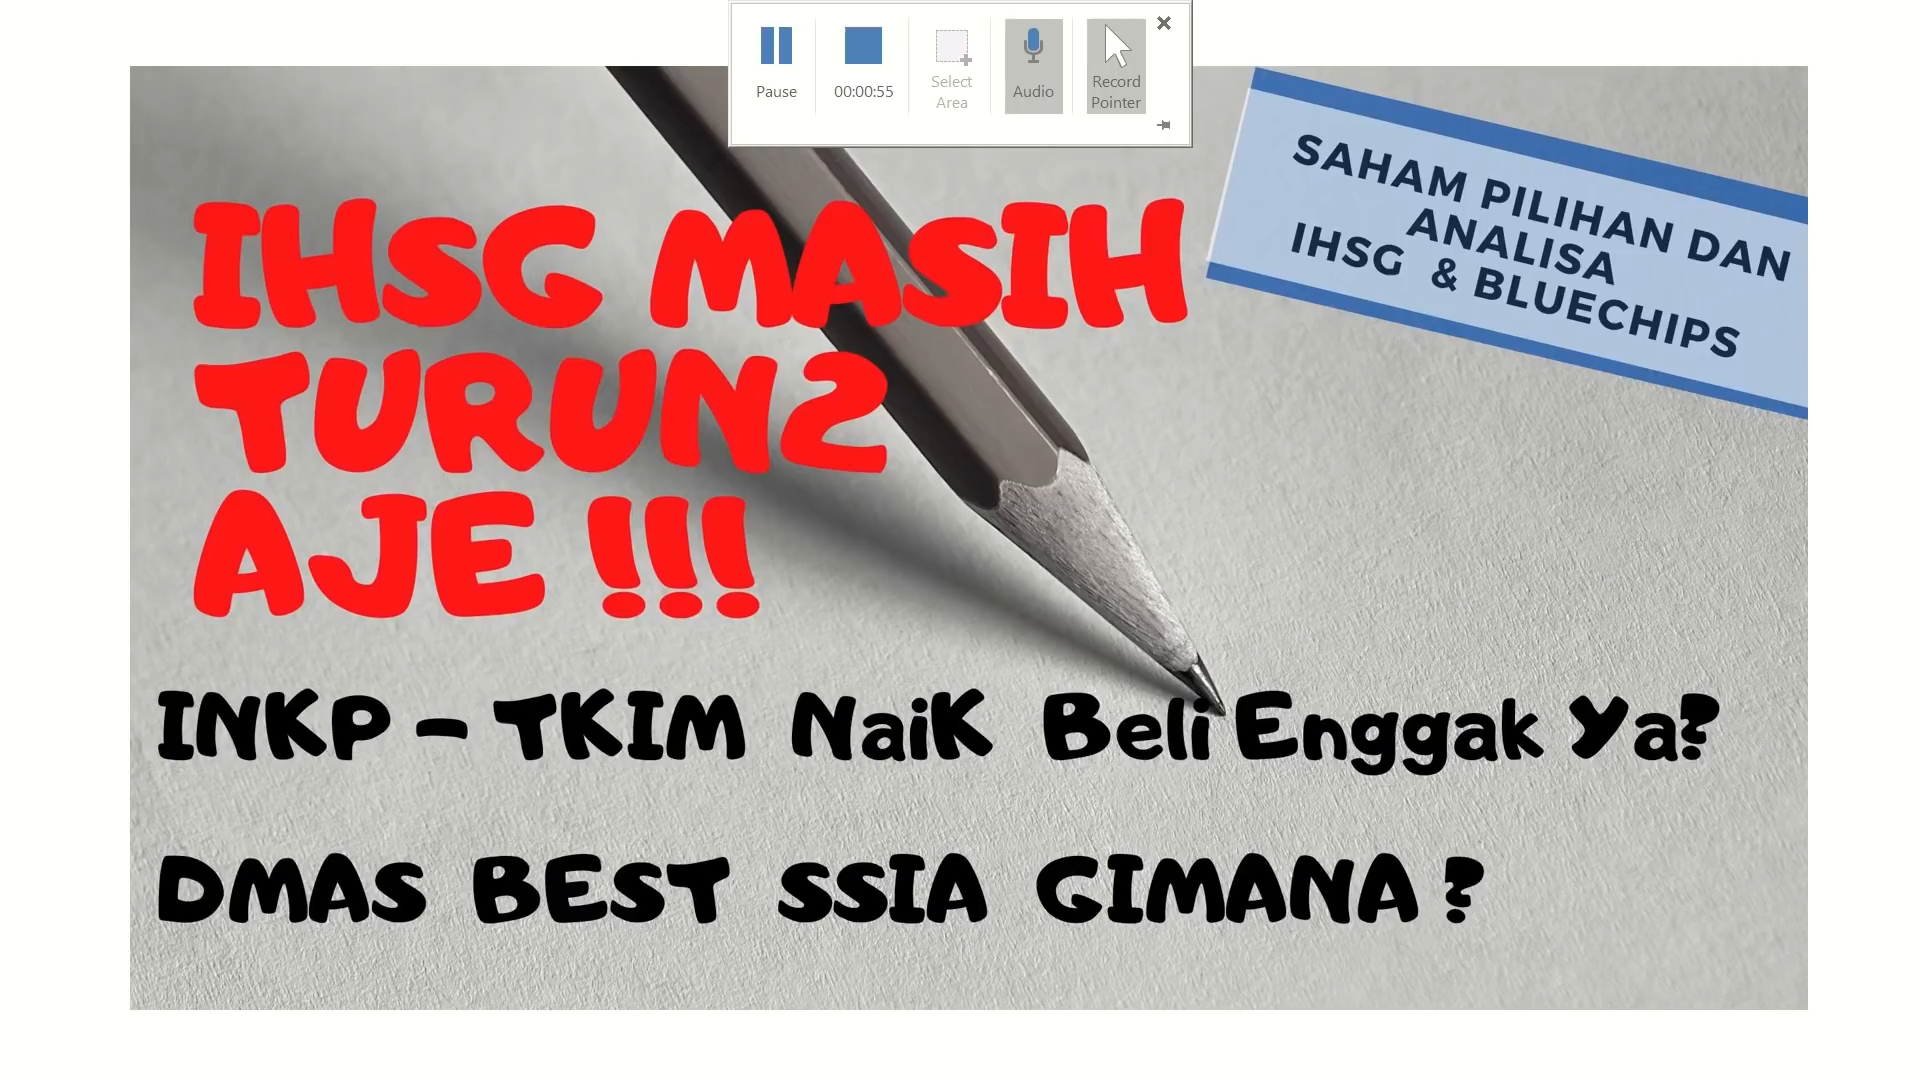 Pause
00:00:55
Select
Area
Audio
Record
Pointer
SAHAM PILIHAN DAN
ANALISA
IHSG & BLUECHIPS
IHSG MASIH
TURUN2
AJE !!!
INKP - TKIM NaiK Beli Enggak Ya?
DMAS BEST SSIA GIMANA ?